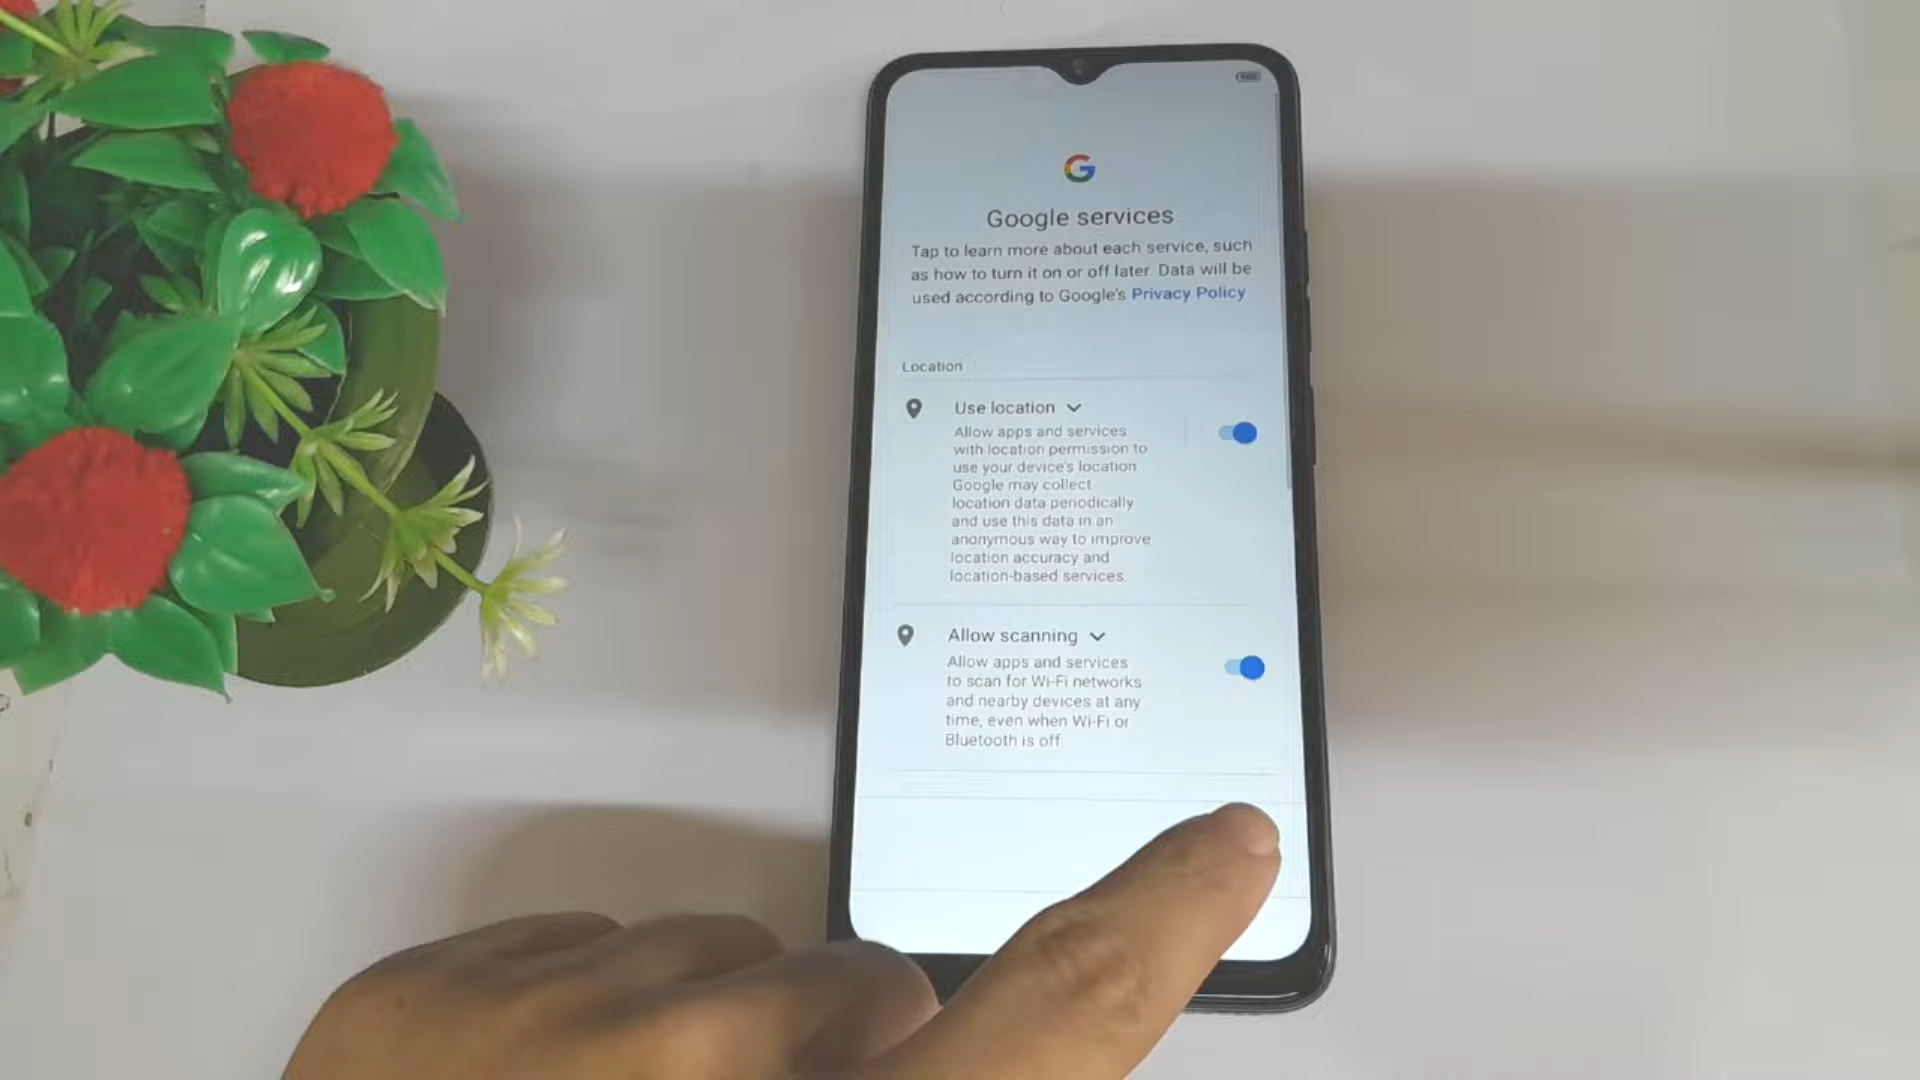 Google services
Tap to learn more about each service, such
as how to turn it on or off later. Data will be
used according to Google's Privacy Policy
Location
Use location
Allow apps and services
with location permission to
use your device's location.
Google may collect
location data periodically
and use this data in an
anonymous way to improve
location accuracy and
location-based services.
Allow scanning
Allow apps and services
to scan for Wi-Fi networks
and nearby devices at any
time, even when Wi-Fi or
Bluetooth is off.